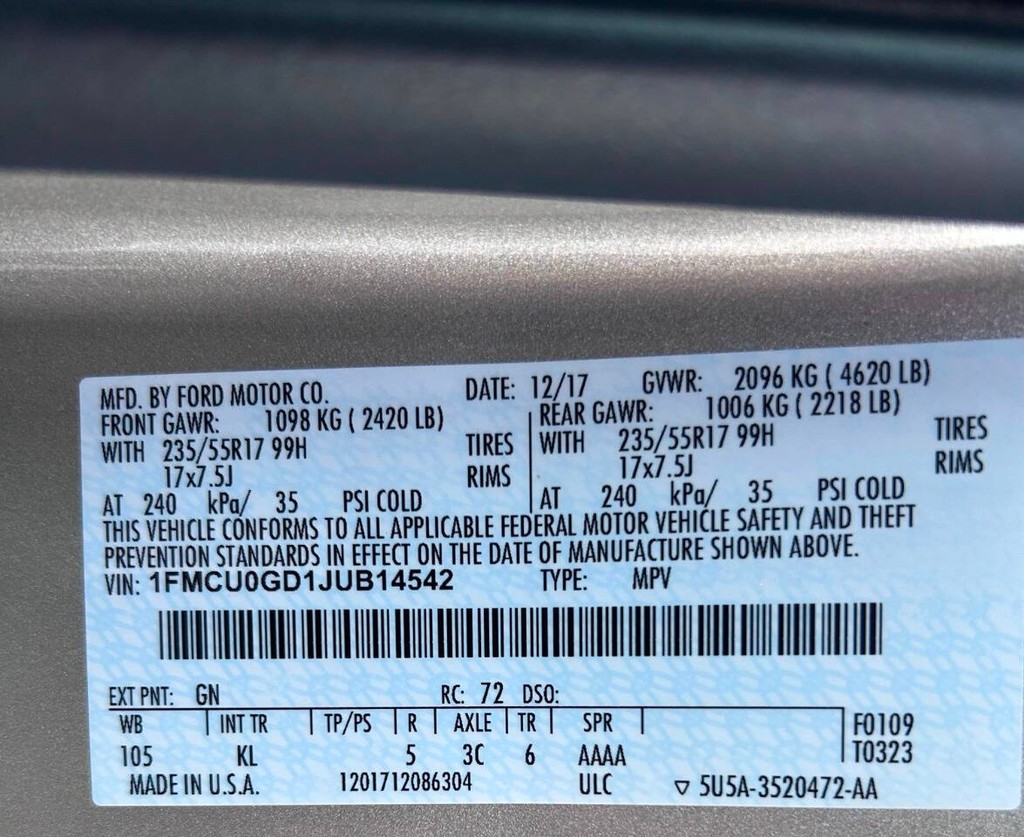 MFD. BY FORD MOTOR CO. DATE: 12/17 GVWR: 2096 KG ( 4620 LB)
FRONT GAWR: 1098 KG ( 2420 LB) REAR GAWR: 1006 KG ( 2218 LB)
WITH 235/55R17 99H TIRES WITH 235/55R17 99H TIRES
17x7.5J RIMS 17x7.5J RIMS
AT 240 kPa/ 35 PSI COLD AT 240 kPa/ 35 PSI COLD
THIS VEHICLE CONFORMS TO ALL APPLICABLE FEDERAL MOTOR VEHICLE SAFETY AND THEFT
PREVENTION STANDARDS IN EFFECT ON THE DATE OF MANUFACTURE SHOWN ABOVE.
VIN: 1FMCU0GD1JUB14542 TYPE: MPV
EXT PNT: GN RC: 72 DSO:
WB INT TR TP/PS R AXLE TR SPR F0109
105 KL 5 3C 6 AAAA T0323
MADE IN U.S.A. 1201712086304 ULC ▽ 5U5A-3520472-AA